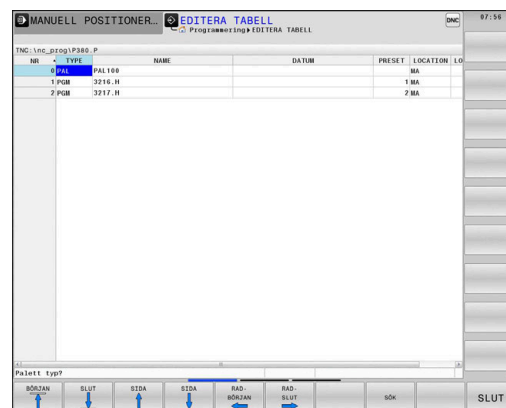 MANUELL POSITIONER... EDITERA TABELL DNC 07:56
Programmering EDITERA TABELL
TNC:\nc_prog\P380.P
NR TYPE NAME DATUM PRESET LOCATION LO
0 PAL PAL100 MA
1 PGM 3216.H 1 MA
2 PGM 3217.H 2 MA
Palett typ?
BÖRJAN SLUT SIDA SIDA RAD- BÖRJAN RAD- SLUT SÖK SLUT